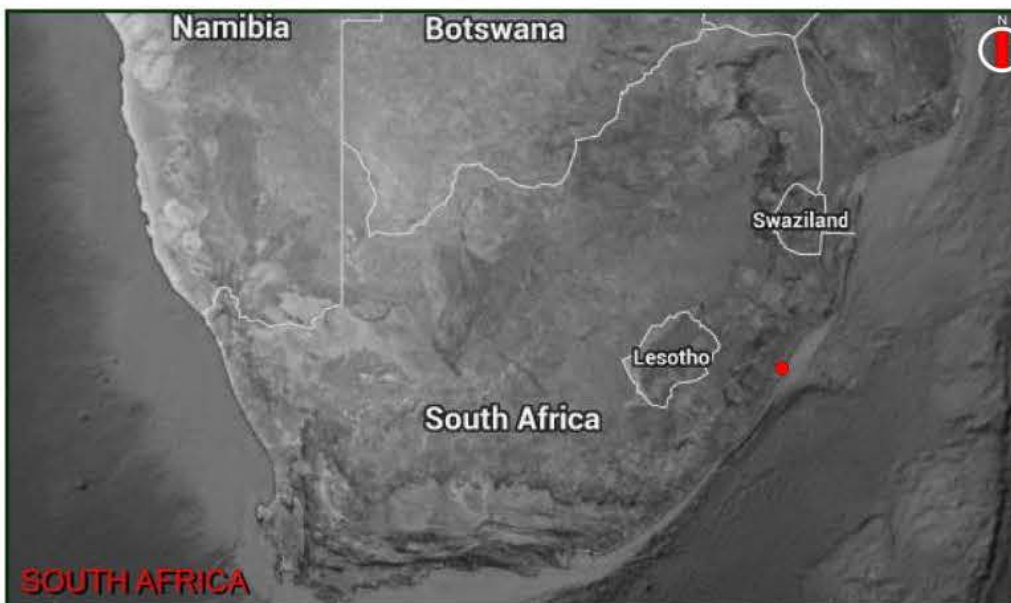 Namibia
Botswana
N
Swaziland
Lesotho
South Africa
SOUTH AFRICA